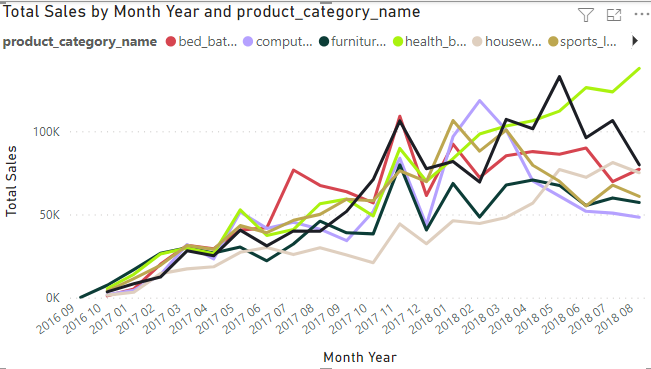 Total Sales by Month Year and product_category_name
product_category_name bed_bat... comput... furnitur... health_b... housew... sports_l...
Total Sales
100K
50K
0K
2016 09 2016 10 2017 01 2017 02 2017 03 2017 04 2017 05 2017 06 2017 07 2017 08 2017 09 2017 10 2017 11 2017 12 2018 01 2018 02 2018 03 2018 04 2018 05 2018 06 2018 07 2018 08
Month Year